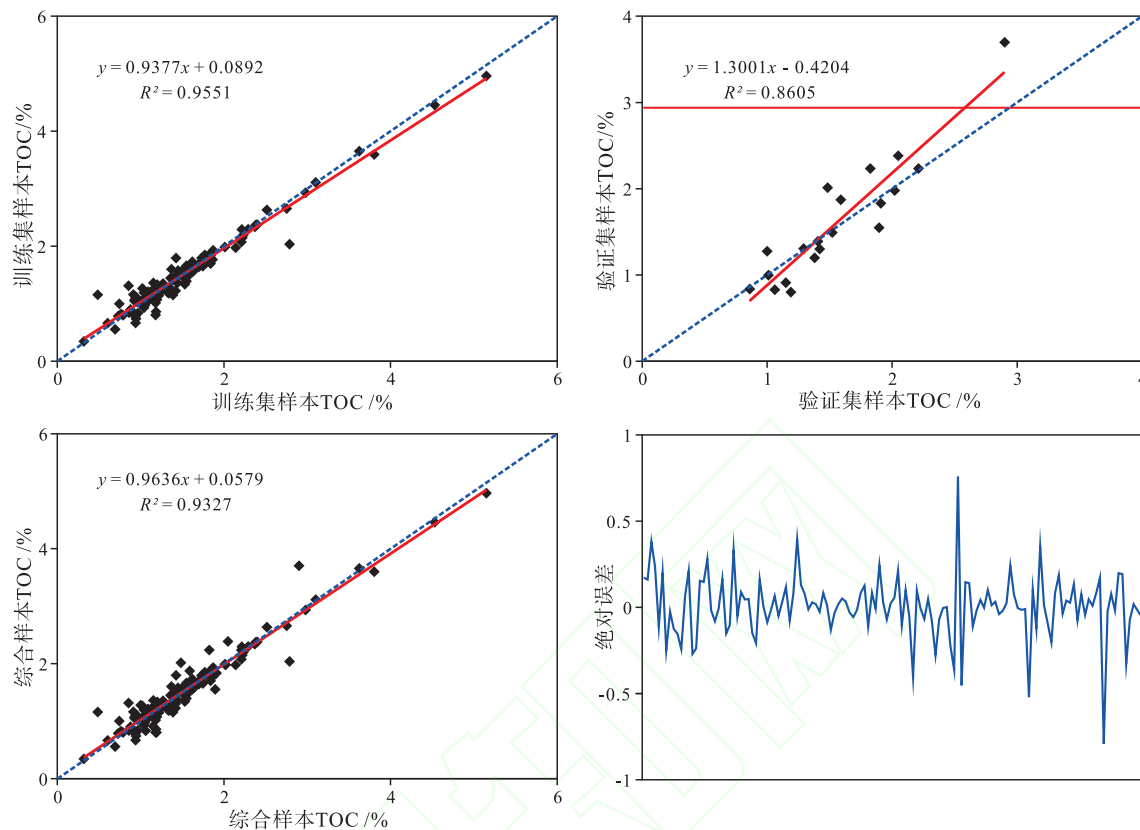 6
4
2
0
训练集样本TOC/%
y = 0.9377x + 0.0892
R² = 0.9551
0
2
4
6
训练集样本TOC /%
4
3
2
1
0
验证集样本TOC/%
y = 1.3001x - 0.4204
R² = 0.8605
0
1
2
3
4
验证集样本TOC /%
6
4
2
0
综合样本TOC /%
y = 0.9636x + 0.0579
R² = 0.9327
0
2
4
6
综合样本TOC /%
1
0.5
0
-0.5
-1
绝对误差